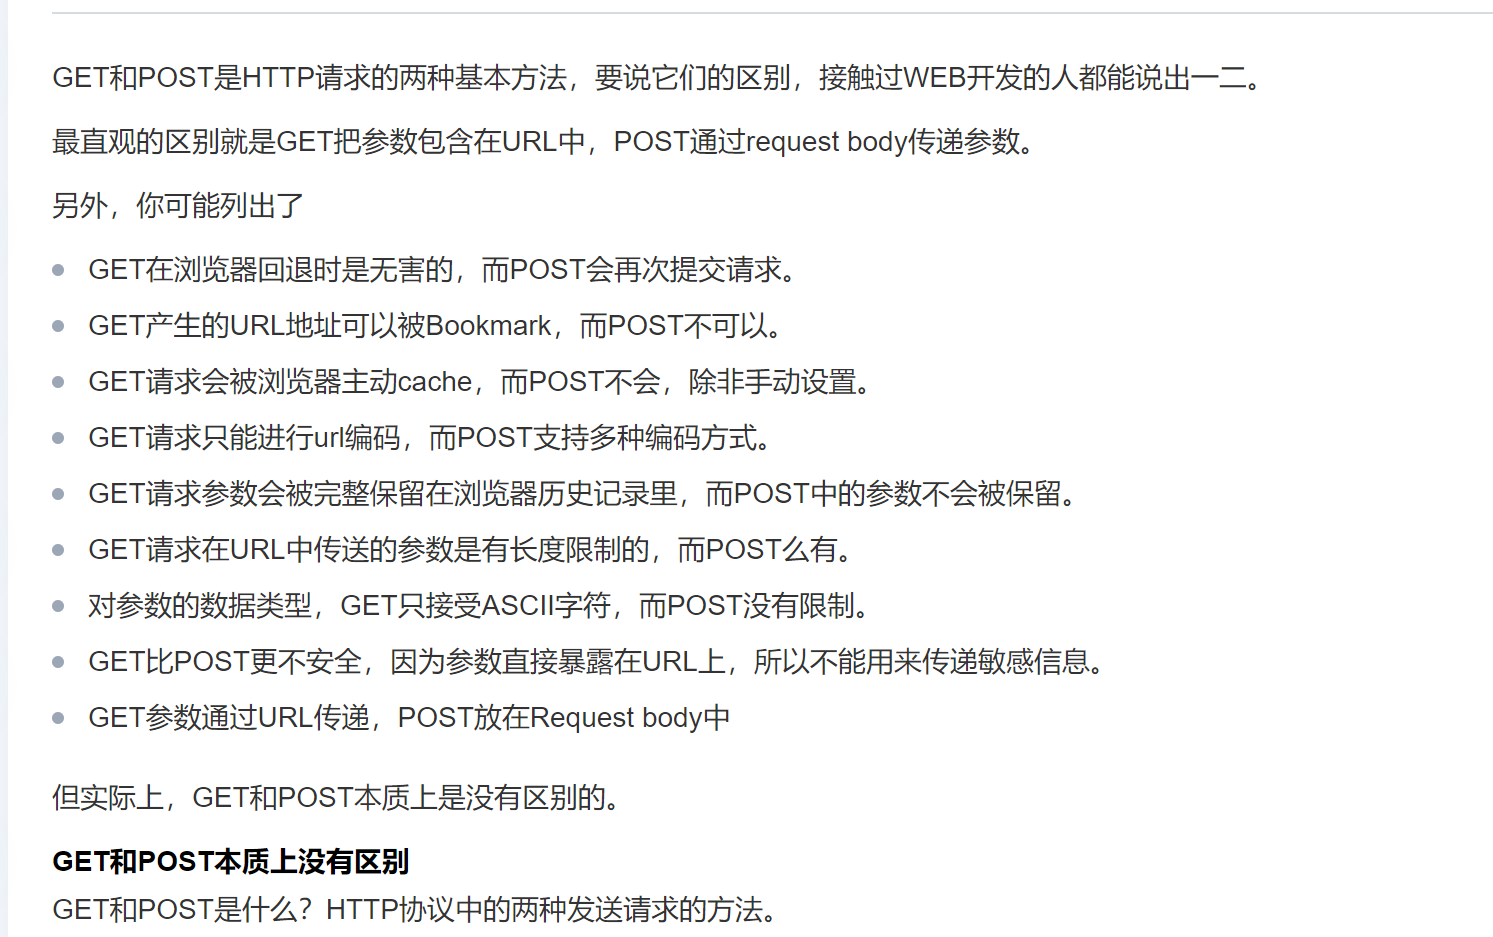 GET和POST是HTTP请求的两种基本方法，要说它们的区别，接触过WEB开发的人都能说出一二。
最直观的区别就是GET把参数包含在URL中，POST通过request body传递参数。
另外，你可能列出了
GET在浏览器回退时是无害的，而POST会再次提交请求。
GET产生的URL地址可以被Bookmark，而POST不可以。
GET请求会被浏览器主动cache，而POST不会，除非手动设置。
GET请求只能进行url编码，而POST支持多种编码方式。
GET请求参数会被完整保留在浏览器历史记录里，而POST中的参数不会被保留。
GET请求在URL中传送的参数是有长度限制的，而POST么有。
对参数的数据类型，GET只接受ASCII字符，而POST没有限制。
GET比POST更不安全，因为参数直接暴露在URL上，所以不能用来传递敏感信息。
GET参数通过URL传递，POST放在Request body中
但实际上，GET和POST本质上是没有区别的。
GET和POST本质上没有区别
GET和POST是什么？HTTP协议中的两种发送请求的方法。